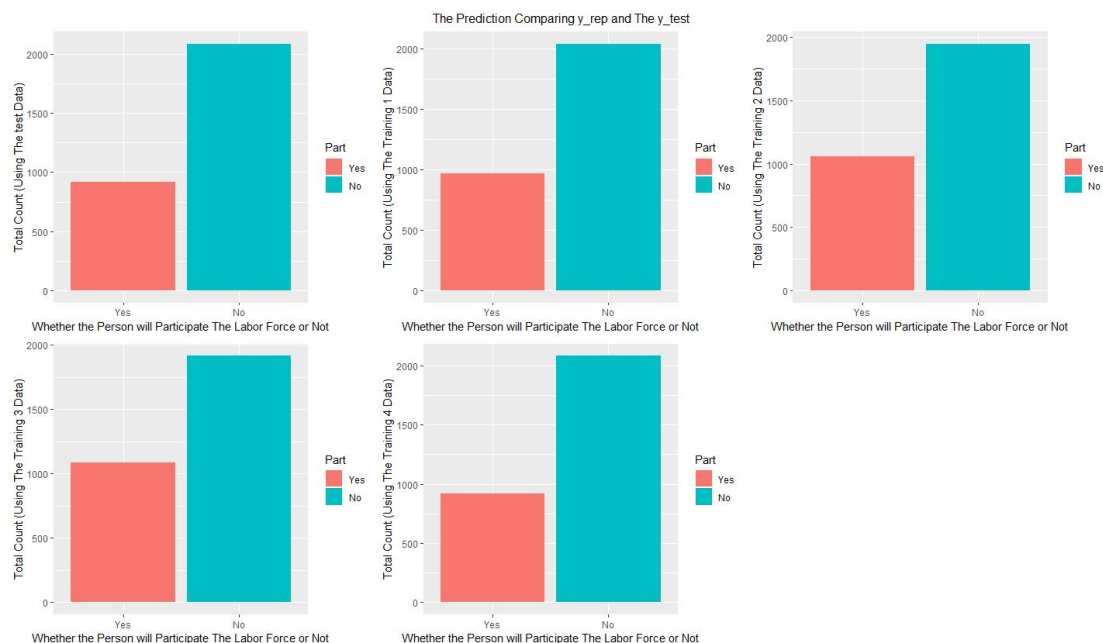 The Prediction Comparing y_rep and The y_test
Total Count (Using The test Data)
2000
1500
1000
500
0
Yes
No
Whether the Person will Participate The Labor Force or Not
Part
Yes
No
Total Count (Using The Training 1 Data)
2000
1500
1000
500
0
Yes
No
Whether the Person will Participate The Labor Force or Not
Part
Yes
No
Total Count (Using The Training 2 Data)
2000
1500
1000
500
0
Yes
No
Whether the Person will Participate The Labor Force or Not
Part
Yes
No
Total Count (Using The Training 3 Data)
2000
1500
1000
500
0
Yes
No
Whether the Person will Participate The Labor Force or Not
Part
Yes
No
Total Count (Using The Training 4 Data)
2000
1500
1000
500
0
Yes
No
Whether the Person will Participate The Labor Force or Not
Part
Yes
No